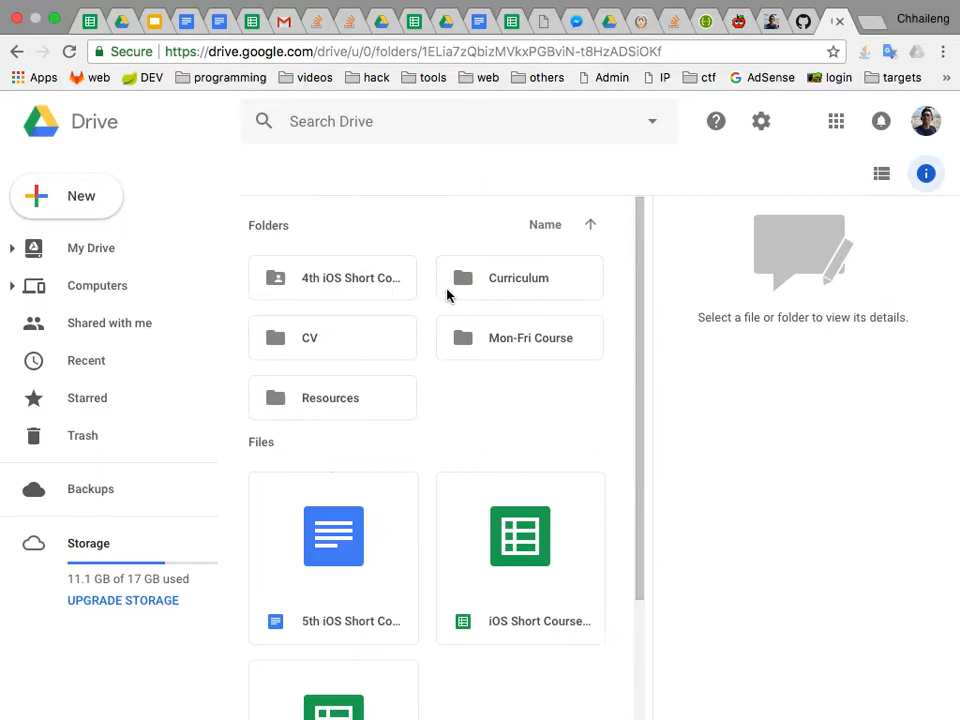 Chhaileng
Secure
https://drive.google.com/drive/u/0/folders/1ELia7zQbizMVkxPGBviN-t8HzADSiOKf
Apps
web
DEV
programming
videos
hack
tools
web
others
Admin
IP
ctf
AdSense
login
targets
»
Drive
Search Drive
New
My Drive
Computers
Shared with me
Recent
Starred
Trash
Backups
Storage
11.1 GB of 17 GB used
UPGRADE STORAGE
Folders
Name
4th iOS Short Co...
Curriculum
CV
Mon-Fri Course
Resources
Files
5th iOS Short Co...
iOS Short Course...
Select a file or folder to view its details.